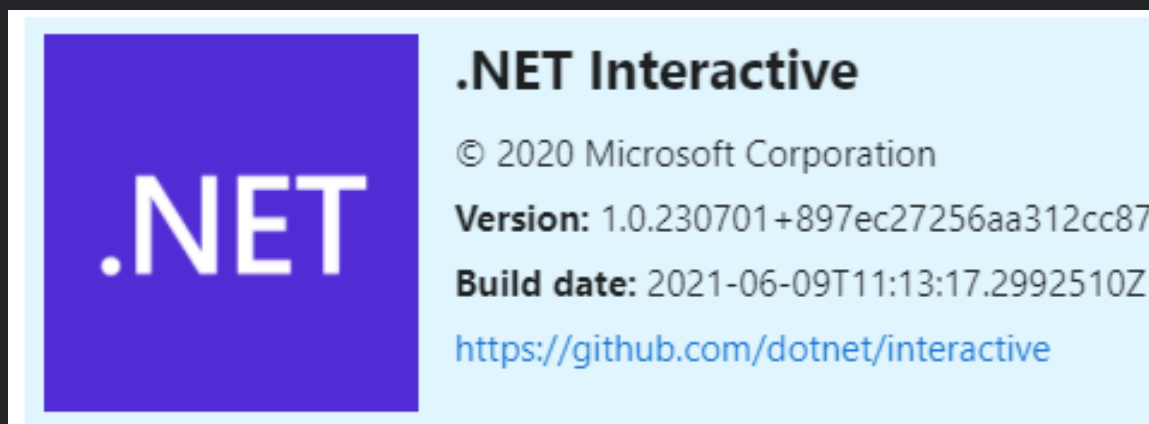 .NET
.NET Interactive
© 2020 Microsoft Corporation
Version: 1.0.230701+897ec27256aa312cc87
Build date: 2021-06-09T11:13:17.2992510Z
https://github.com/dotnet/interactive